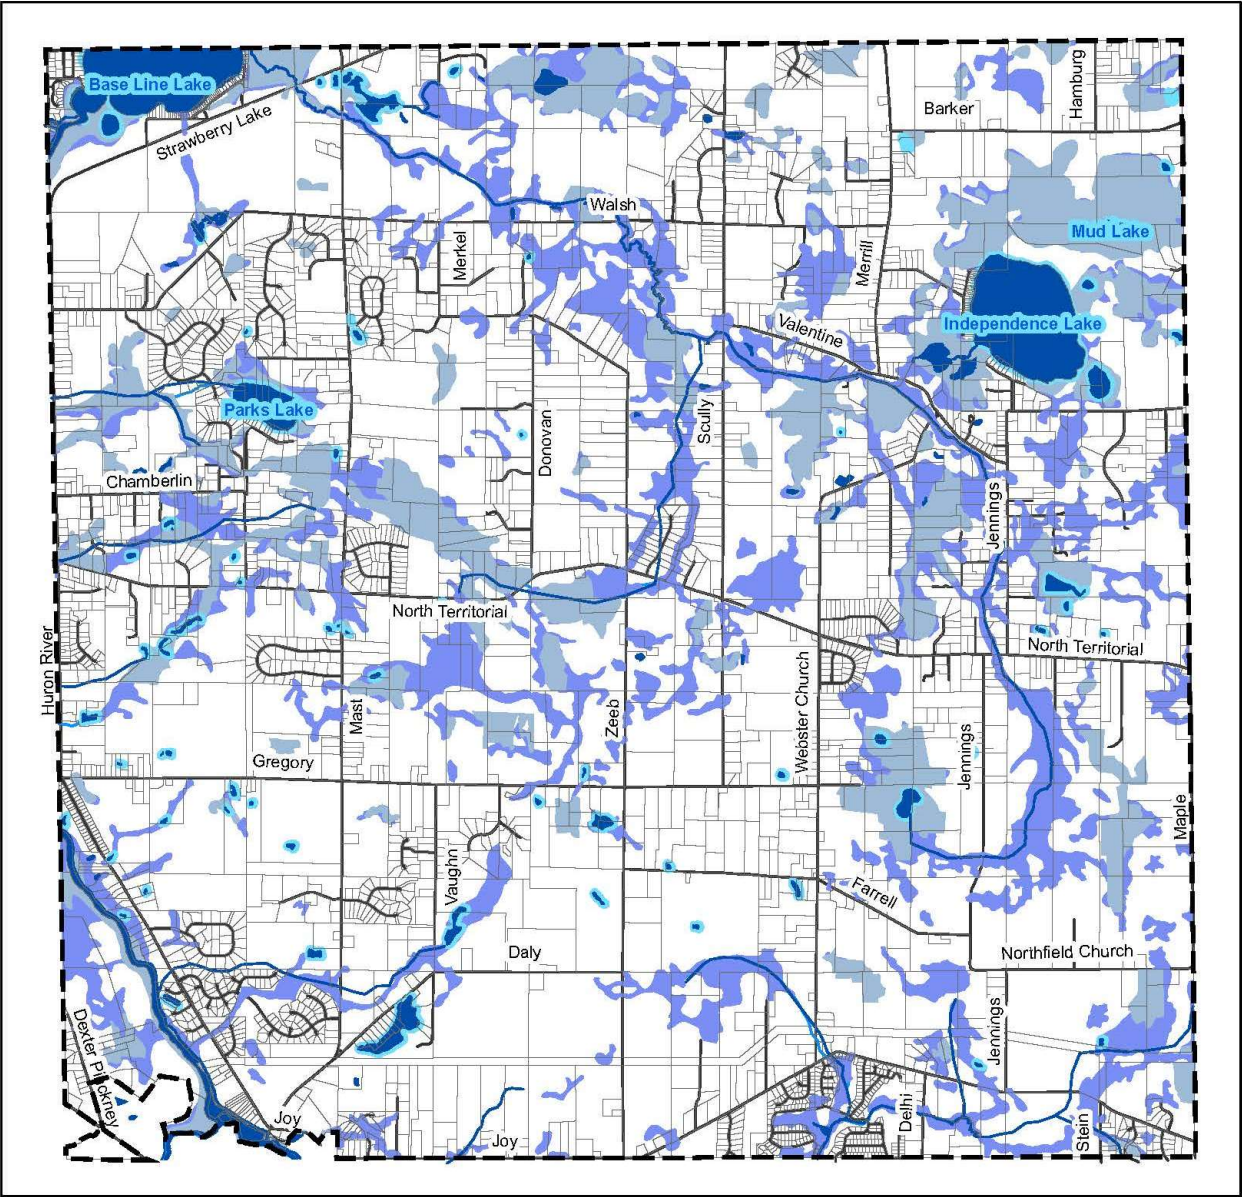 Hamburg
Base Line Lake
Barker
Strawberry Lake
Walsh
Mud Lake
Merkel
Merrill
Independence Lake
Valentine
Parks Lake
Scully
Donovan
Chamberlin
Jennings
North Territorial
North Territorial
Huron River
Mast
Zeeb
Webster Church
Jennings
Gregory
Maple
Vaughn
Farrell
Daly
Northfield Church
Jennings
Dexter Pinckney
Delhi
Joy
Stein
Joy